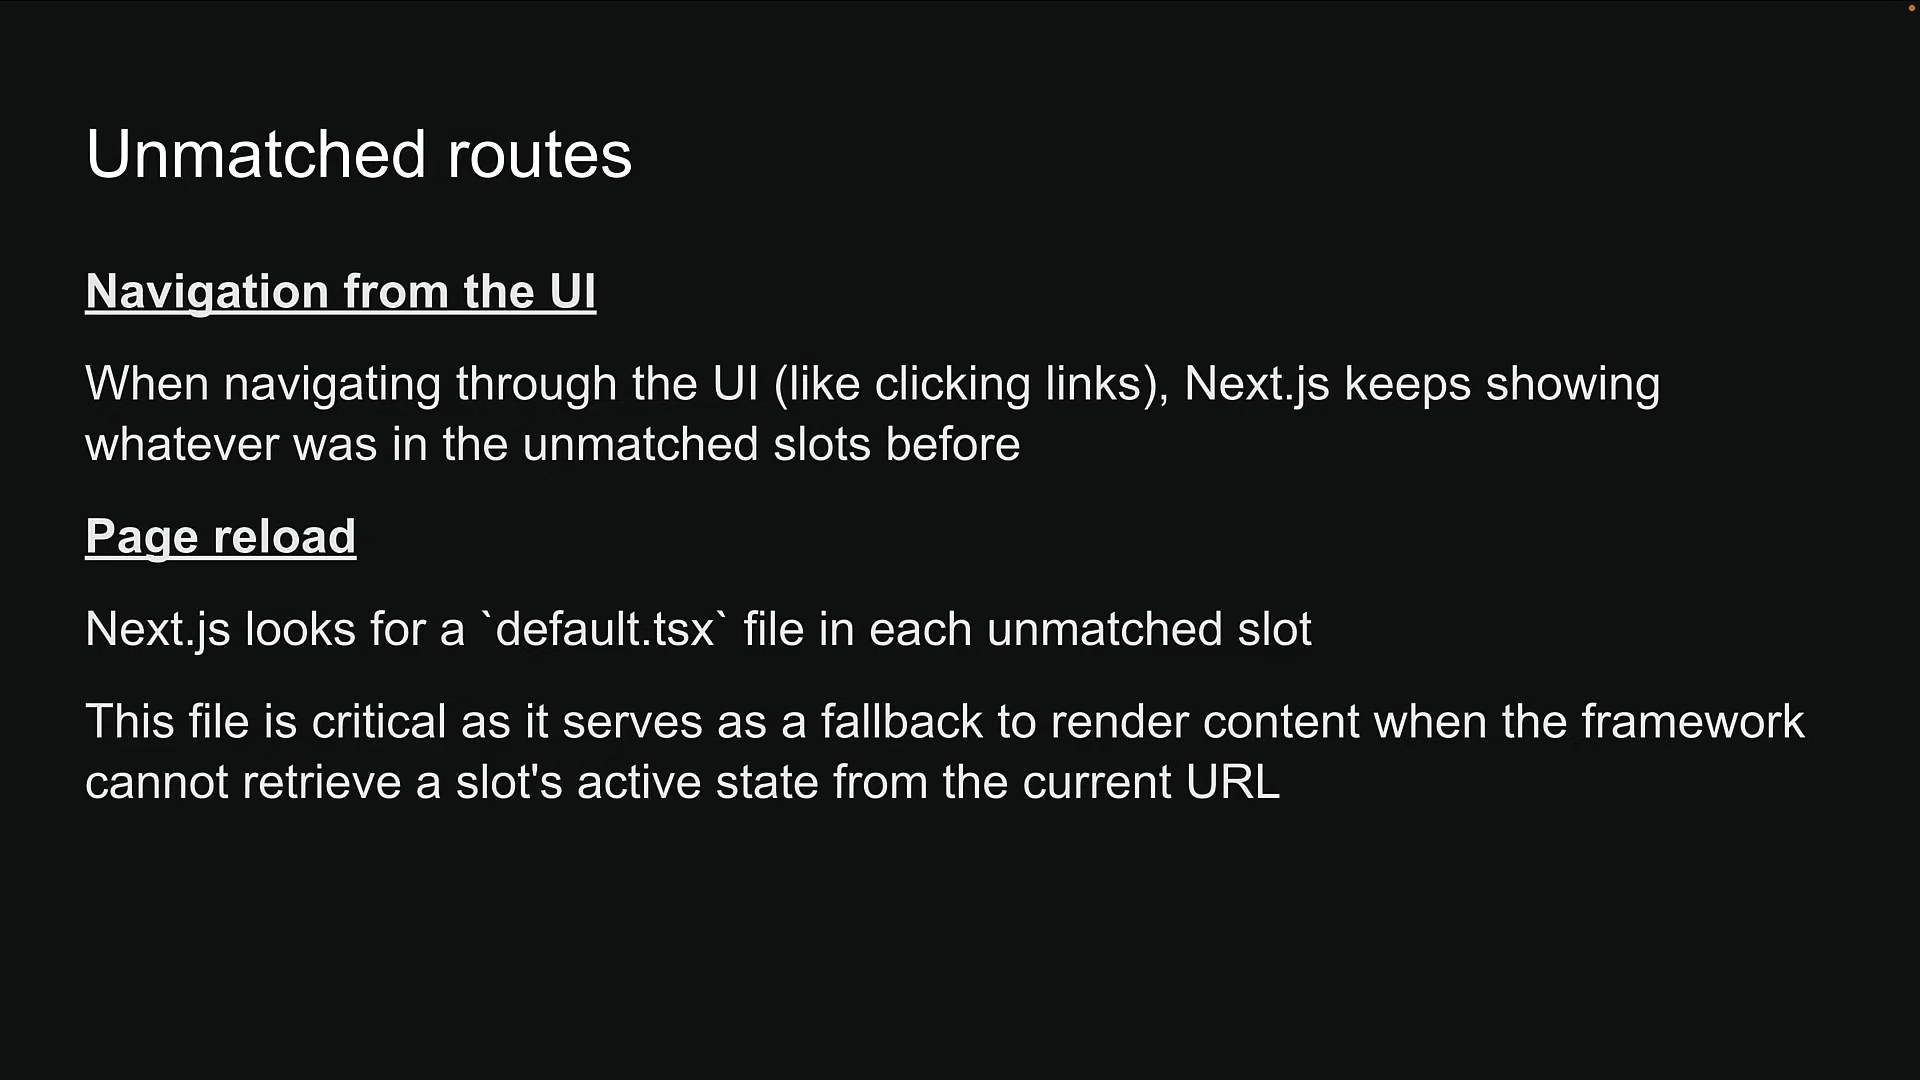 Unmatched routes
Navigation from the UI
When navigating through the UI (like clicking links), Next.js keeps showing
whatever was in the unmatched slots before
Page reload
Next.js looks for a `default.tsx` file in each unmatched slot
This file is critical as it serves as a fallback to render content when the framework
cannot retrieve a slot's active state from the current URL